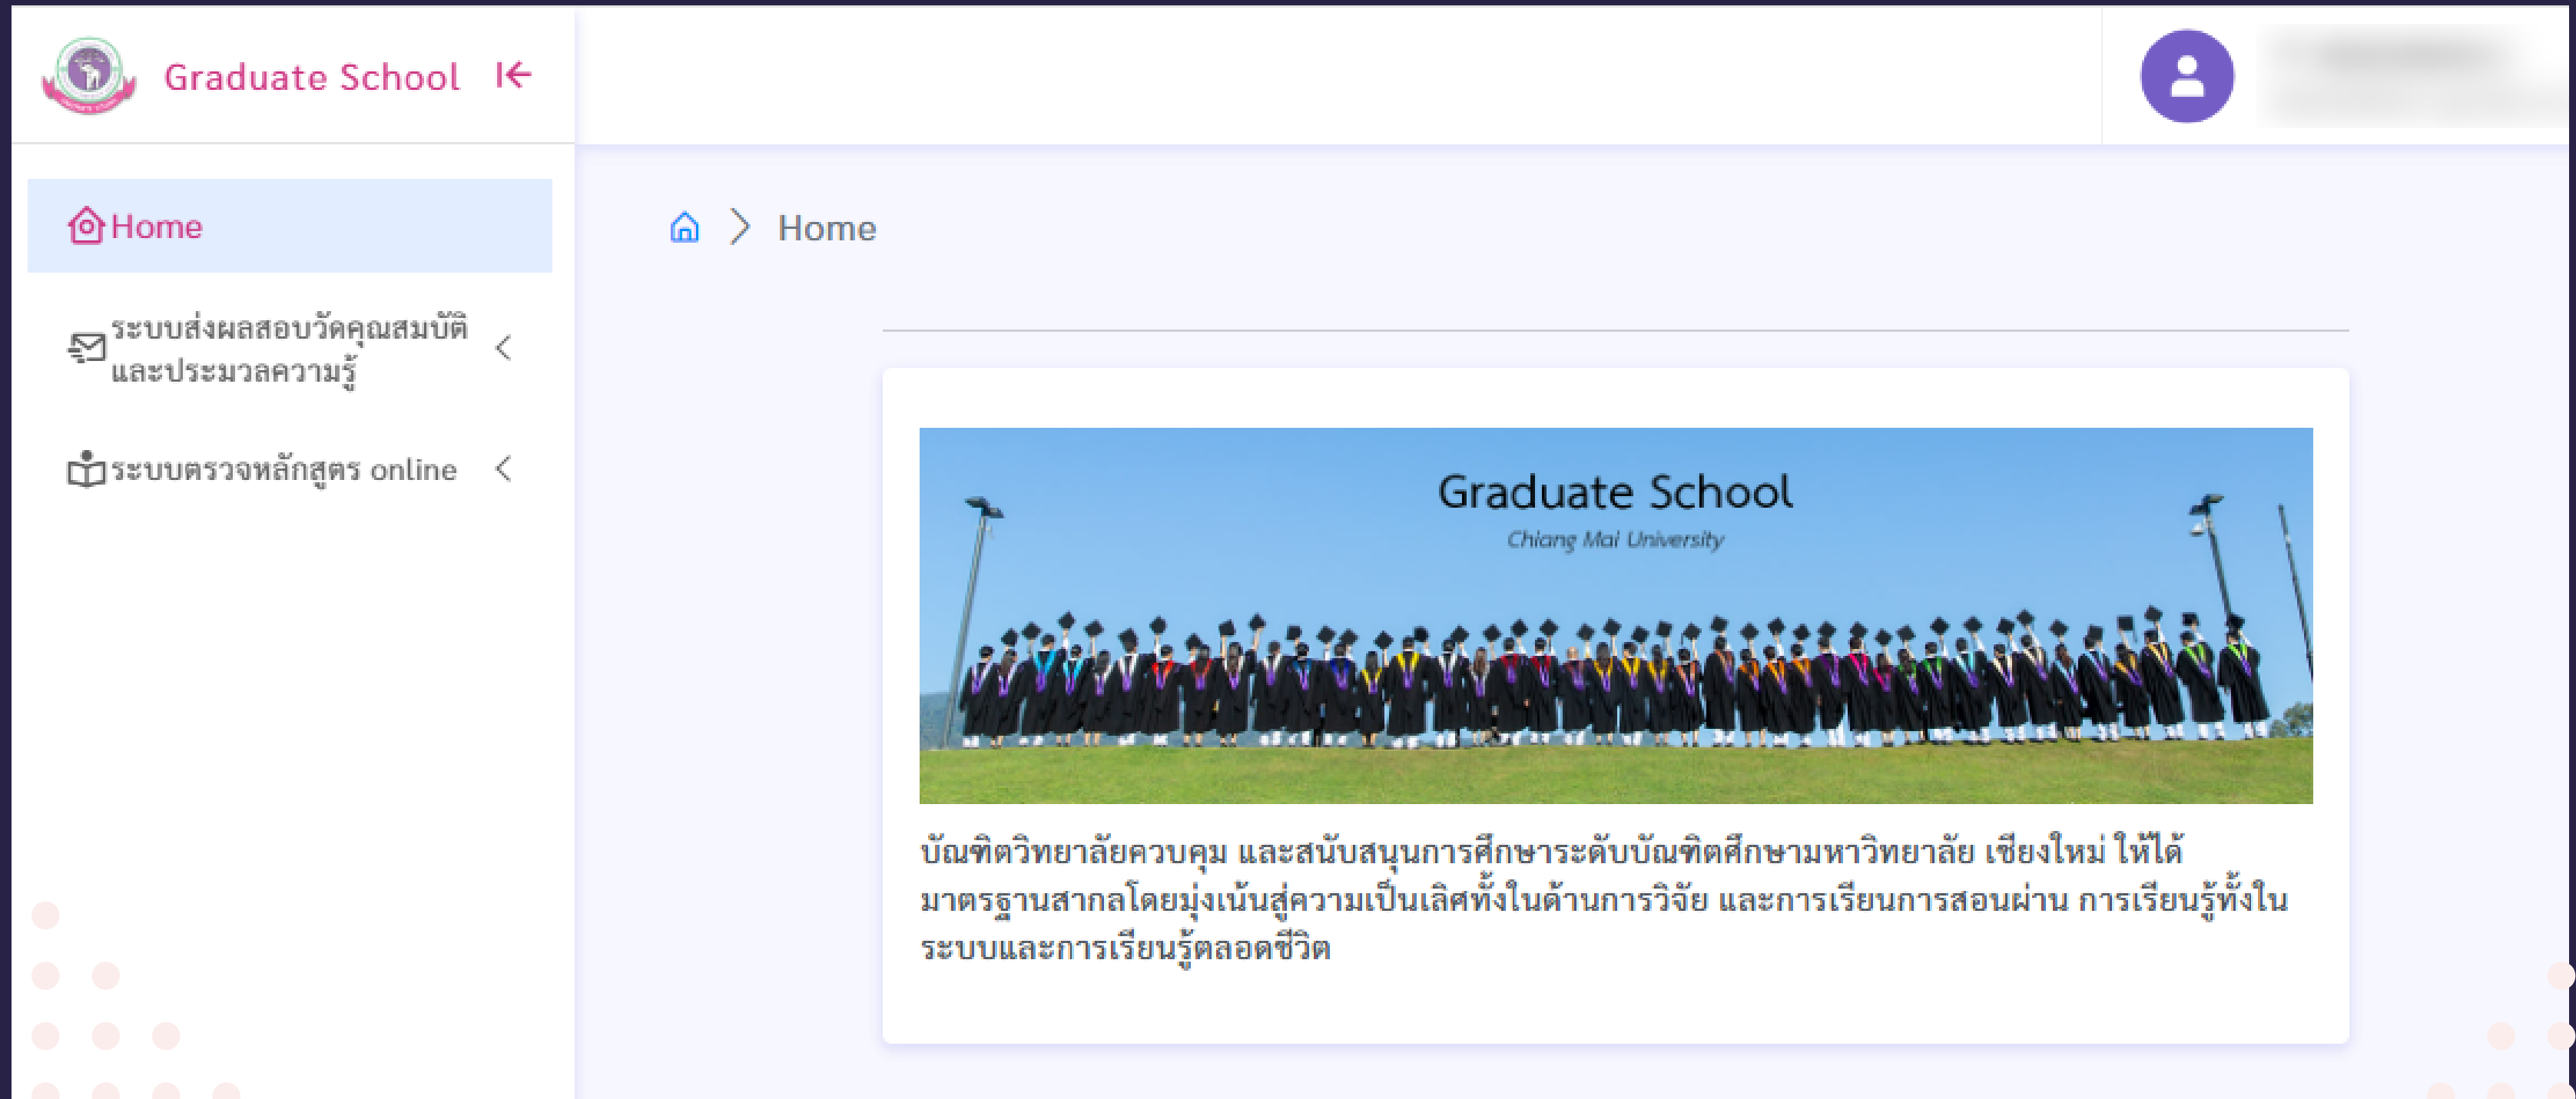 Graduate School
Home
ระบบส่งผลสอบวัดคุณสมบัติ
และประมวลความรู้
ระบบตรวจหลักสูตร online
Home
Graduate School
Chiang Mai University
บัณฑิตวิทยาลัยควบคุม และสนับสนุนการศึกษาระดับบัณฑิตศึกษามหาวิทยาลัย เชียงใหม่ ให้ได้
มาตรฐานสากลโดยมุ่งเน้นสู่ความเป็นเลิศทั้งในด้านการวิจัย และการเรียนการสอนผ่าน การเรียนรู้ทั้งใน
ระบบและการเรียนรู้ตลอดชีวิต